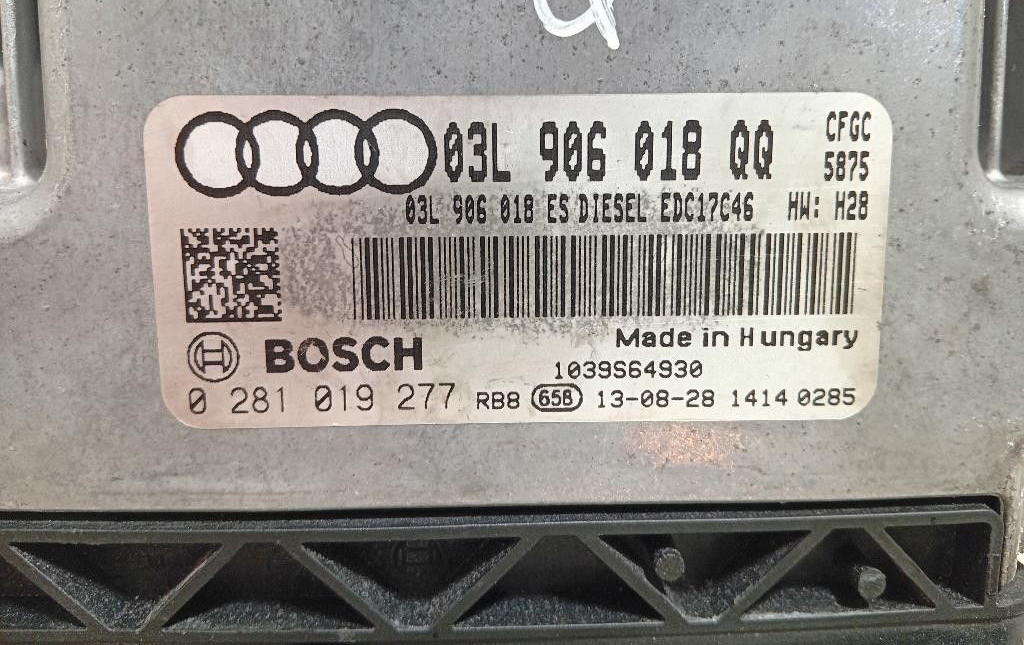 03L 906 018 QQ CFGC
5875
03L 906 018 ES DIESEL EDC17C46 HW: H28
Made in Hungary
BOSCH
1039S64930
0 281 019 277 RB8 65B 13-08-28 1414 0285